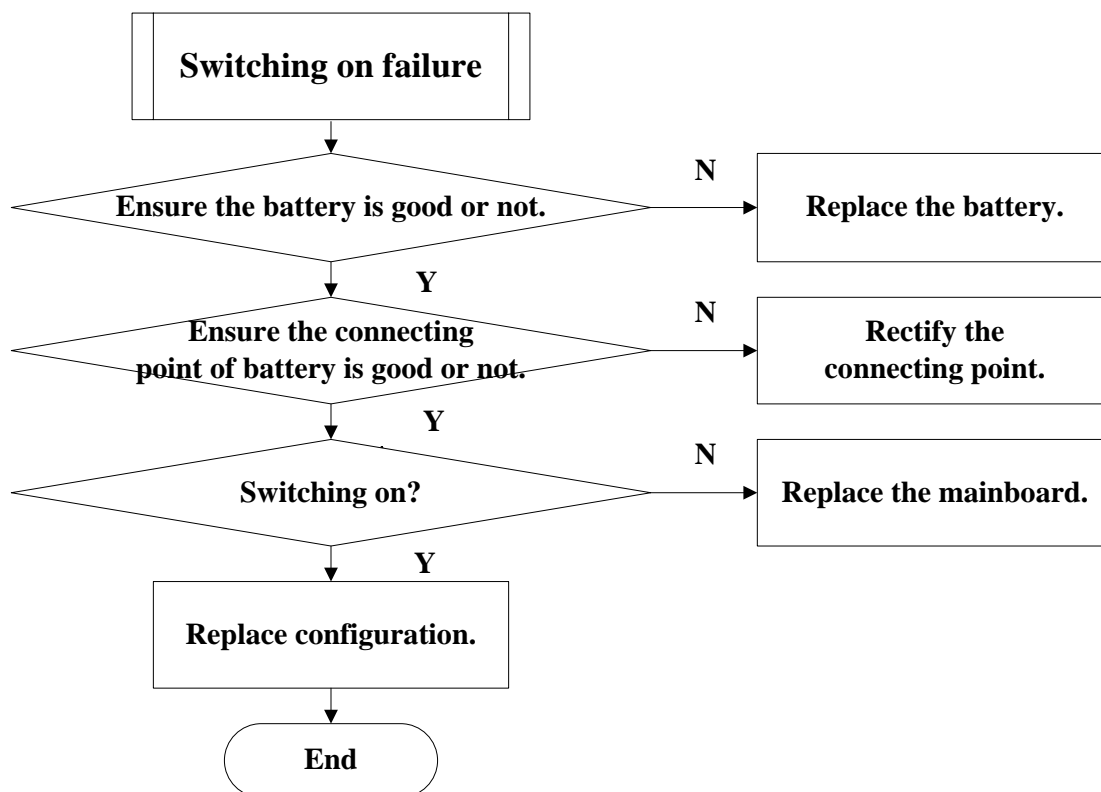 Switching on failure
N
Ensure the battery is good or not.
Replace the battery.
Y
N
Ensure the connecting
point of battery is good or not.
Rectify the
connecting point.
Y
N
Switching on?
Replace the mainboard.
Y
Replace configuration.
End